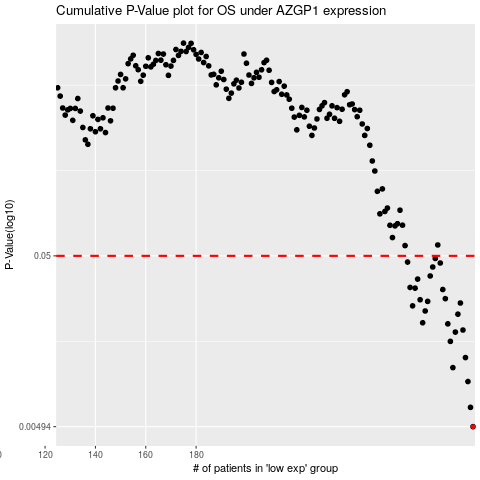 Cumulative P-Value plot for OS under AZGP1 expression
P-Value(log10)
0.05
0.00494
0
120
140
160
180
# of patients in 'low exp' group